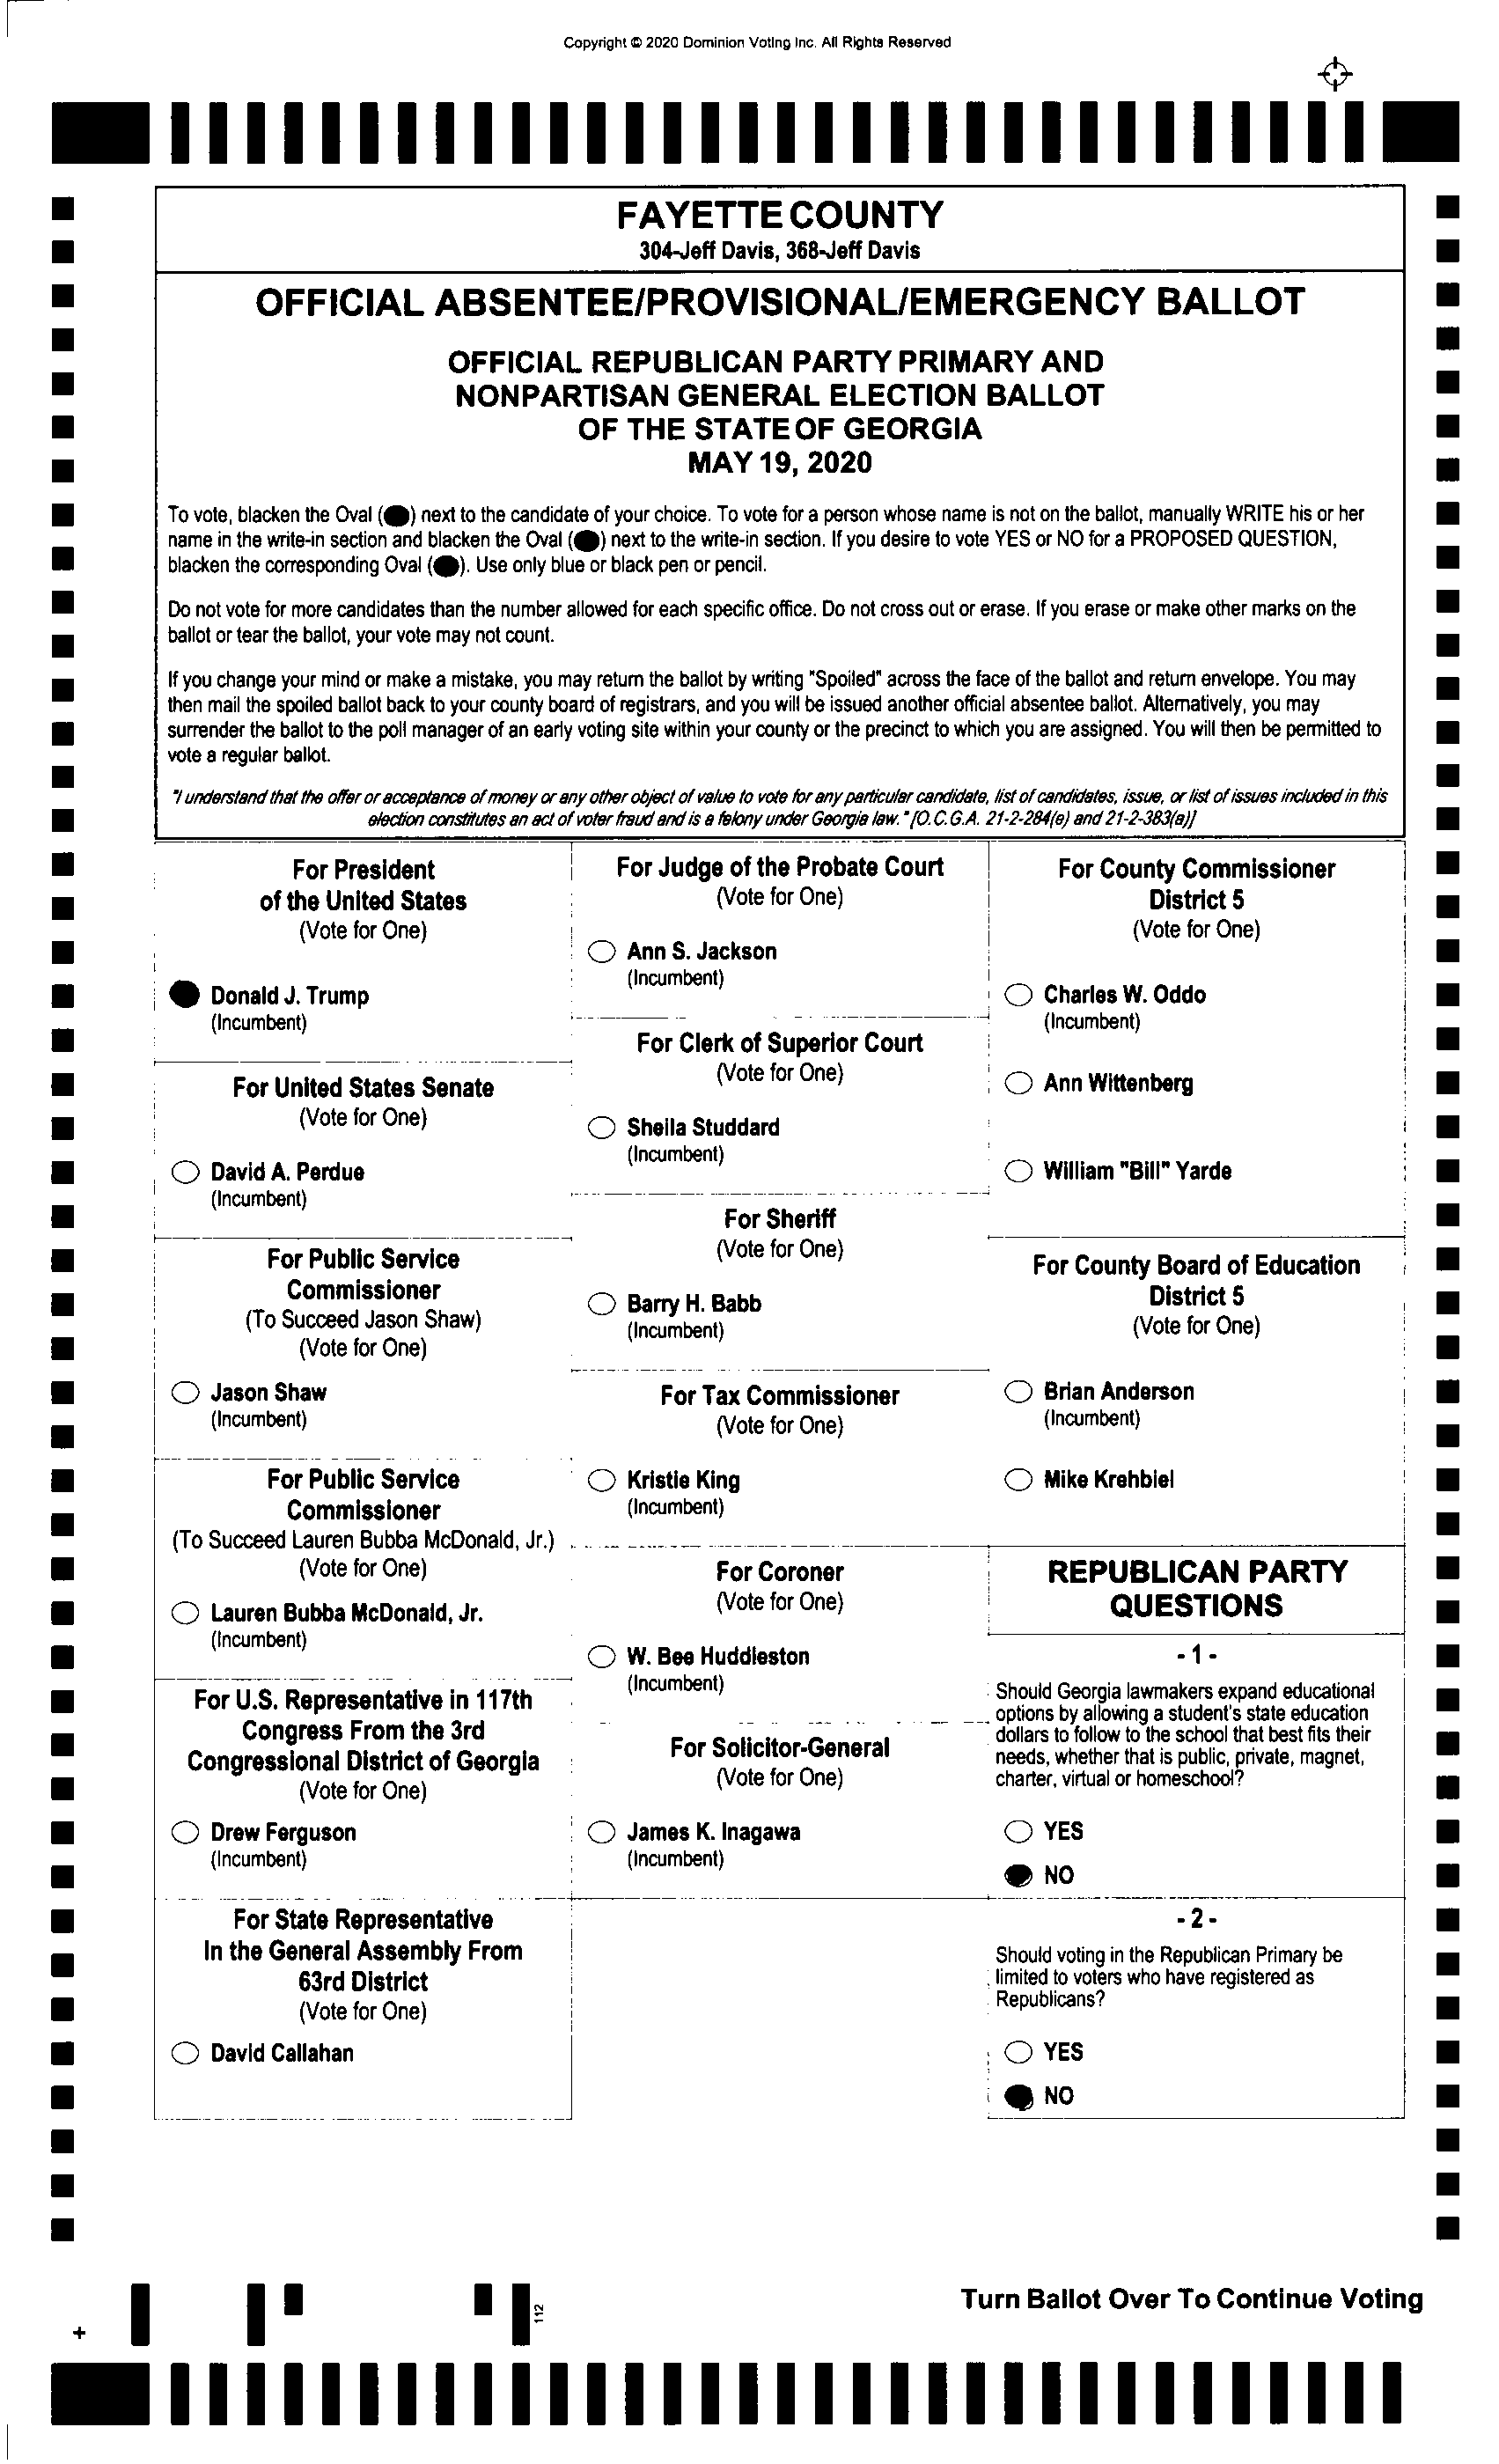 Copyright © 2020 Dominion Voting Inc. All Rights Reserved
FAYETTE COUNTY
304-Jeff Davis, 368-Jeff Davis
OFFICIAL ABSENTEE/PROVISIONAL/EMERGENCY BALLOT
OFFICIAL REPUBLICAN PARTY PRIMARY AND
NONPARTISAN GENERAL ELECTION BALLOT
OF THE STATE OF GEORGIA
MAY 19, 2020
To vote, blacken the Oval () next to the candidate of your choice. To vote for a person whose name is not on the ballot, manually WRITE his or her
name in the write-in section and blacken the Oval () next to the write-in section. If you desire to vote YES or NO for a PROPOSED QUESTION,
blacken the corresponding Oval (). Use only blue or black pen or pencil.
Do not vote for more candidates than the number allowed for each specific office. Do not cross out or erase. If you erase or make other marks on the
ballot or tear the ballot, your vote may not count.
If you change your mind or make a mistake, you may return the ballot by writing "Spoiled" across the face of the ballot and return envelope. You may
then mail the spoiled ballot back to your county board of registrars, and you will be issued another official absentee ballot. Alternatively, you may
surrender the ballot to the poll manager of an early voting site within your county or the precinct to which you are assigned. You will then be permitted to
vote a regular ballot.
"I understand that the offer or acceptance of money or any other object of value to vote for any particular candidate, list of candidates, issue, or list of issues included in this
election constitutes an act of voter fraud and is a felony under Georgia law." [O.C.G.A. 21-2-284(e) and 21-2-383(a)]
For President
of the United States
(Vote for One)
Donald J. Trump
(Incumbent)
For United States Senate
(Vote for One)
David A. Perdue
(Incumbent)
For Public Service
Commissioner
(To Succeed Jason Shaw)
(Vote for One)
Jason Shaw
(Incumbent)
For Public Service
Commissioner
(To Succeed Lauren Bubba McDonald, Jr.)
(Vote for One)
Lauren Bubba McDonald, Jr.
(Incumbent)
For U.S. Representative in 117th
Congress From the 3rd
Congressional District of Georgia
(Vote for One)
Drew Ferguson
(Incumbent)
For State Representative
In the General Assembly From
63rd District
(Vote for One)
David Callahan
For Judge of the Probate Court
(Vote for One)
Ann S. Jackson
(Incumbent)
For Clerk of Superior Court
(Vote for One)
Sheila Studdard
(Incumbent)
For Sheriff
(Vote for One)
Barry H. Babb
(Incumbent)
For Tax Commissioner
(Vote for One)
Kristie King
(Incumbent)
For Coroner
(Vote for One)
W. Bee Huddleston
(Incumbent)
For Solicitor-General
(Vote for One)
James K. Inagawa
(Incumbent)
For County Commissioner
District 5
(Vote for One)
Charles W. Oddo
(Incumbent)
Ann Wittenberg
William "Bill" Yarde
For County Board of Education
District 5
(Vote for One)
Brian Anderson
(Incumbent)
Mike Krehbiel
REPUBLICAN PARTY
QUESTIONS
- 1 -
Should Georgia lawmakers expand educational
options by allowing a student's state education
dollars to follow to the school that best fits their
needs, whether that is public, private, magnet,
charter, virtual or homeschool?
YES
NO
- 2 -
Should voting in the Republican Primary be
limited to voters who have registered as
Republicans?
YES
NO
Turn Ballot Over To Continue Voting
112
+